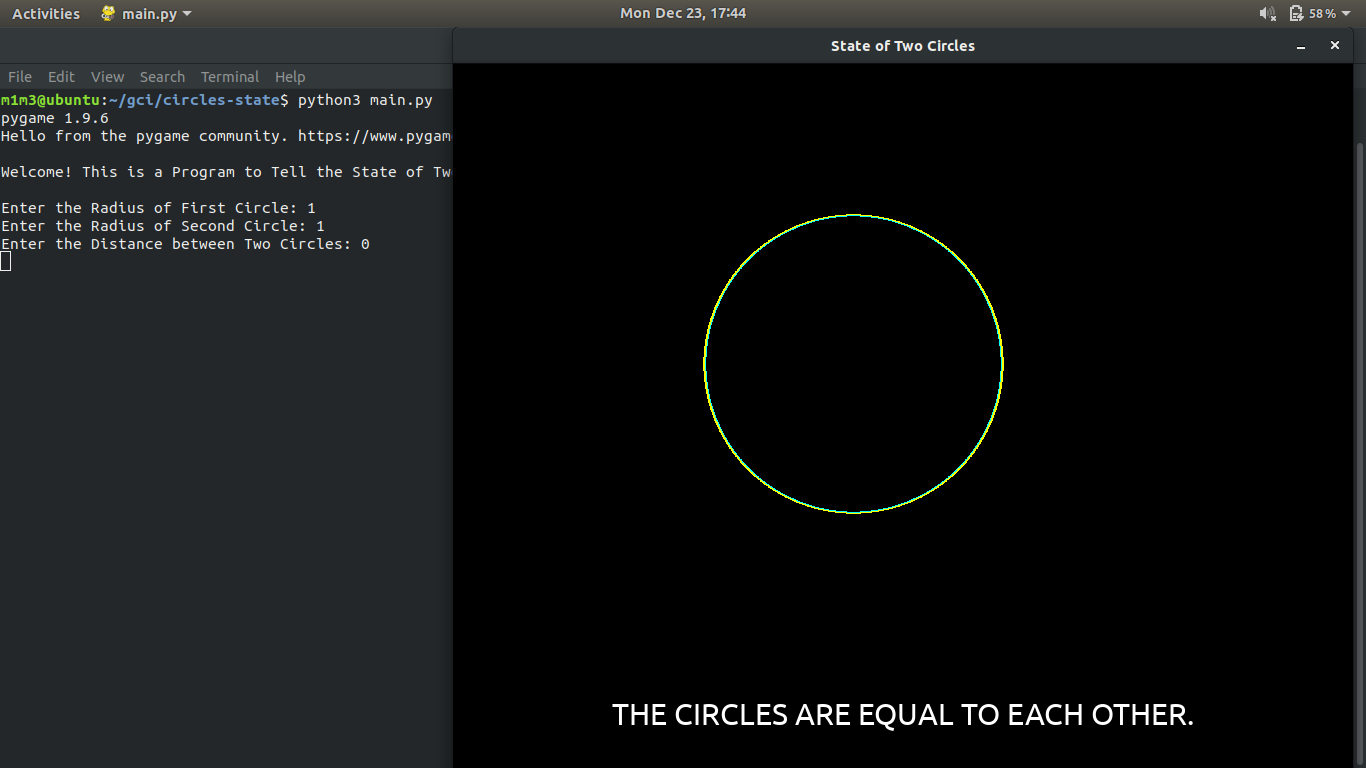 Activities main.py Mon Dec 23, 17:44 58%
State of Two Circles
File Edit View Search Terminal Help
m1m3@ubuntu:~/gci/circles-state$ python3 main.py
pygame 1.9.6
Hello from the pygame community. https://www.pygam
Welcome! This is a Program to Tell the State of Tw
Enter the Radius of First Circle: 1
Enter the Radius of Second Circle: 1
Enter the Distance between Two Circles: 0
THE CIRCLES ARE EQUAL TO EACH OTHER.